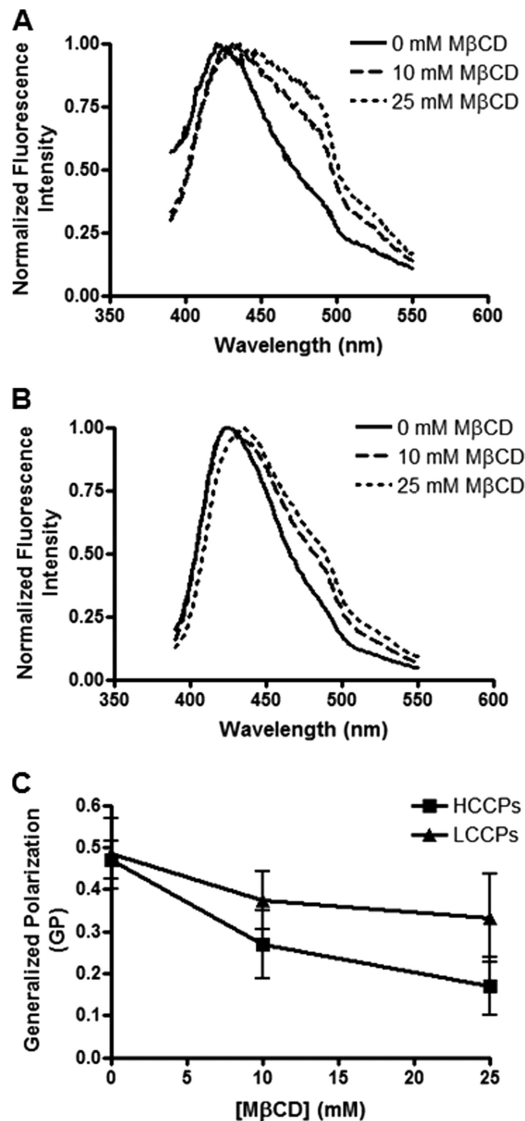 A
Normalized Fluorescence
Intensity
1.00
0.75
0.50
0.25
0.00
0 mM MβCD
10 mM MβCD
25 mM MβCD
350
400
450
500
550
600
Wavelength (nm)
B
Normalized Fluorescence
Intensity
1.00
0.75
0.50
0.25
0.00
0 mM MβCD
10 mM MβCD
25 mM MβCD
350
400
450
500
550
600
Wavelength (nm)
C
Generalized Polarization
(GP)
0.6
0.5
0.4
0.3
0.2
0.1
0.0
HCCPs
LCCPs
0
5
10
15
20
25
[MβCD] (mM)